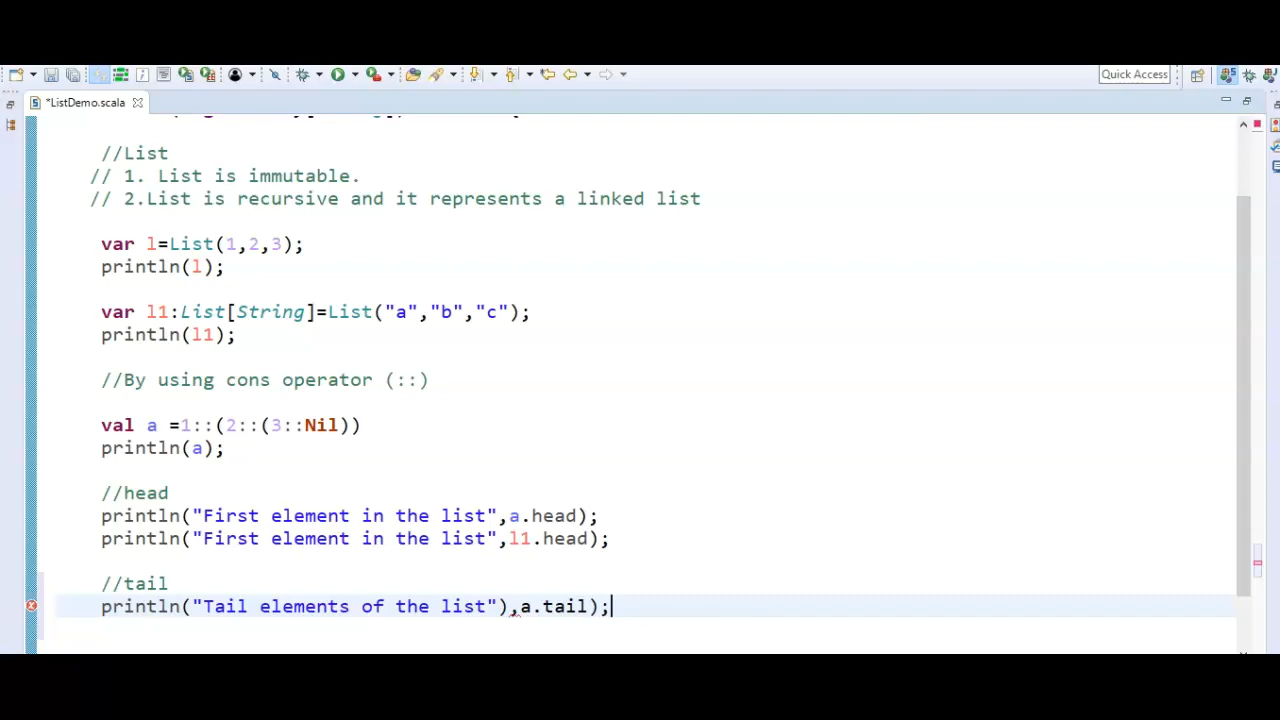 Quick Access
*ListDemo.scala
//List
// 1. List is immutable.
// 2.List is recursive and it represents a linked list
var l=List(1,2,3);
println(l);
var l1:List[String]=List("a","b","c");
println(l1);
//By using cons operator (::)
val a =1::(2::(3::Nil))
println(a);
//head
println("First element in the list",a.head);
println("First element in the list",l1.head);
//tail
println("Tail elements of the list"),a.tail);